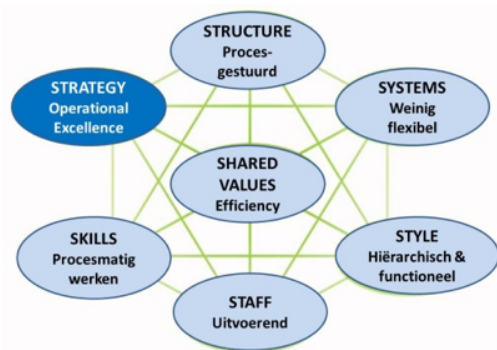 STRUCTURE
Proces-
gestuurd
STRATEGY
Operational
Excellence
SYSTEMS
Weinig
flexibel
SHARED
VALUES
Efficiency
SKILLS
Procesmatig
werken
STYLE
Hiërarchisch &
functioneel
STAFF
Uitvoerend